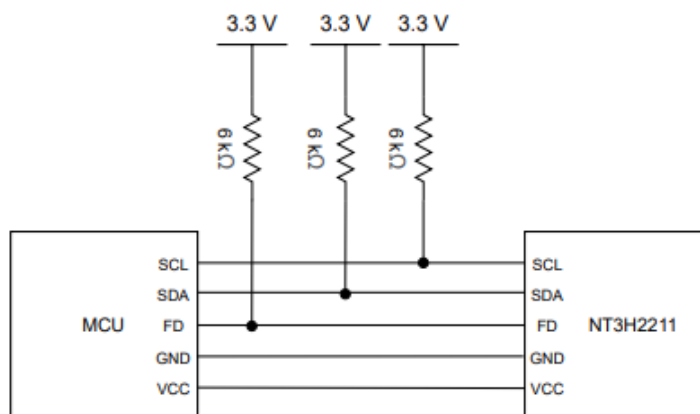 3.3 V 3.3 V 3.3 V
6 kΩ 6 kΩ 6 kΩ
SCL SCL
SDA SDA
MCU FD FD NT3H2211
GND GND
VCC VCC